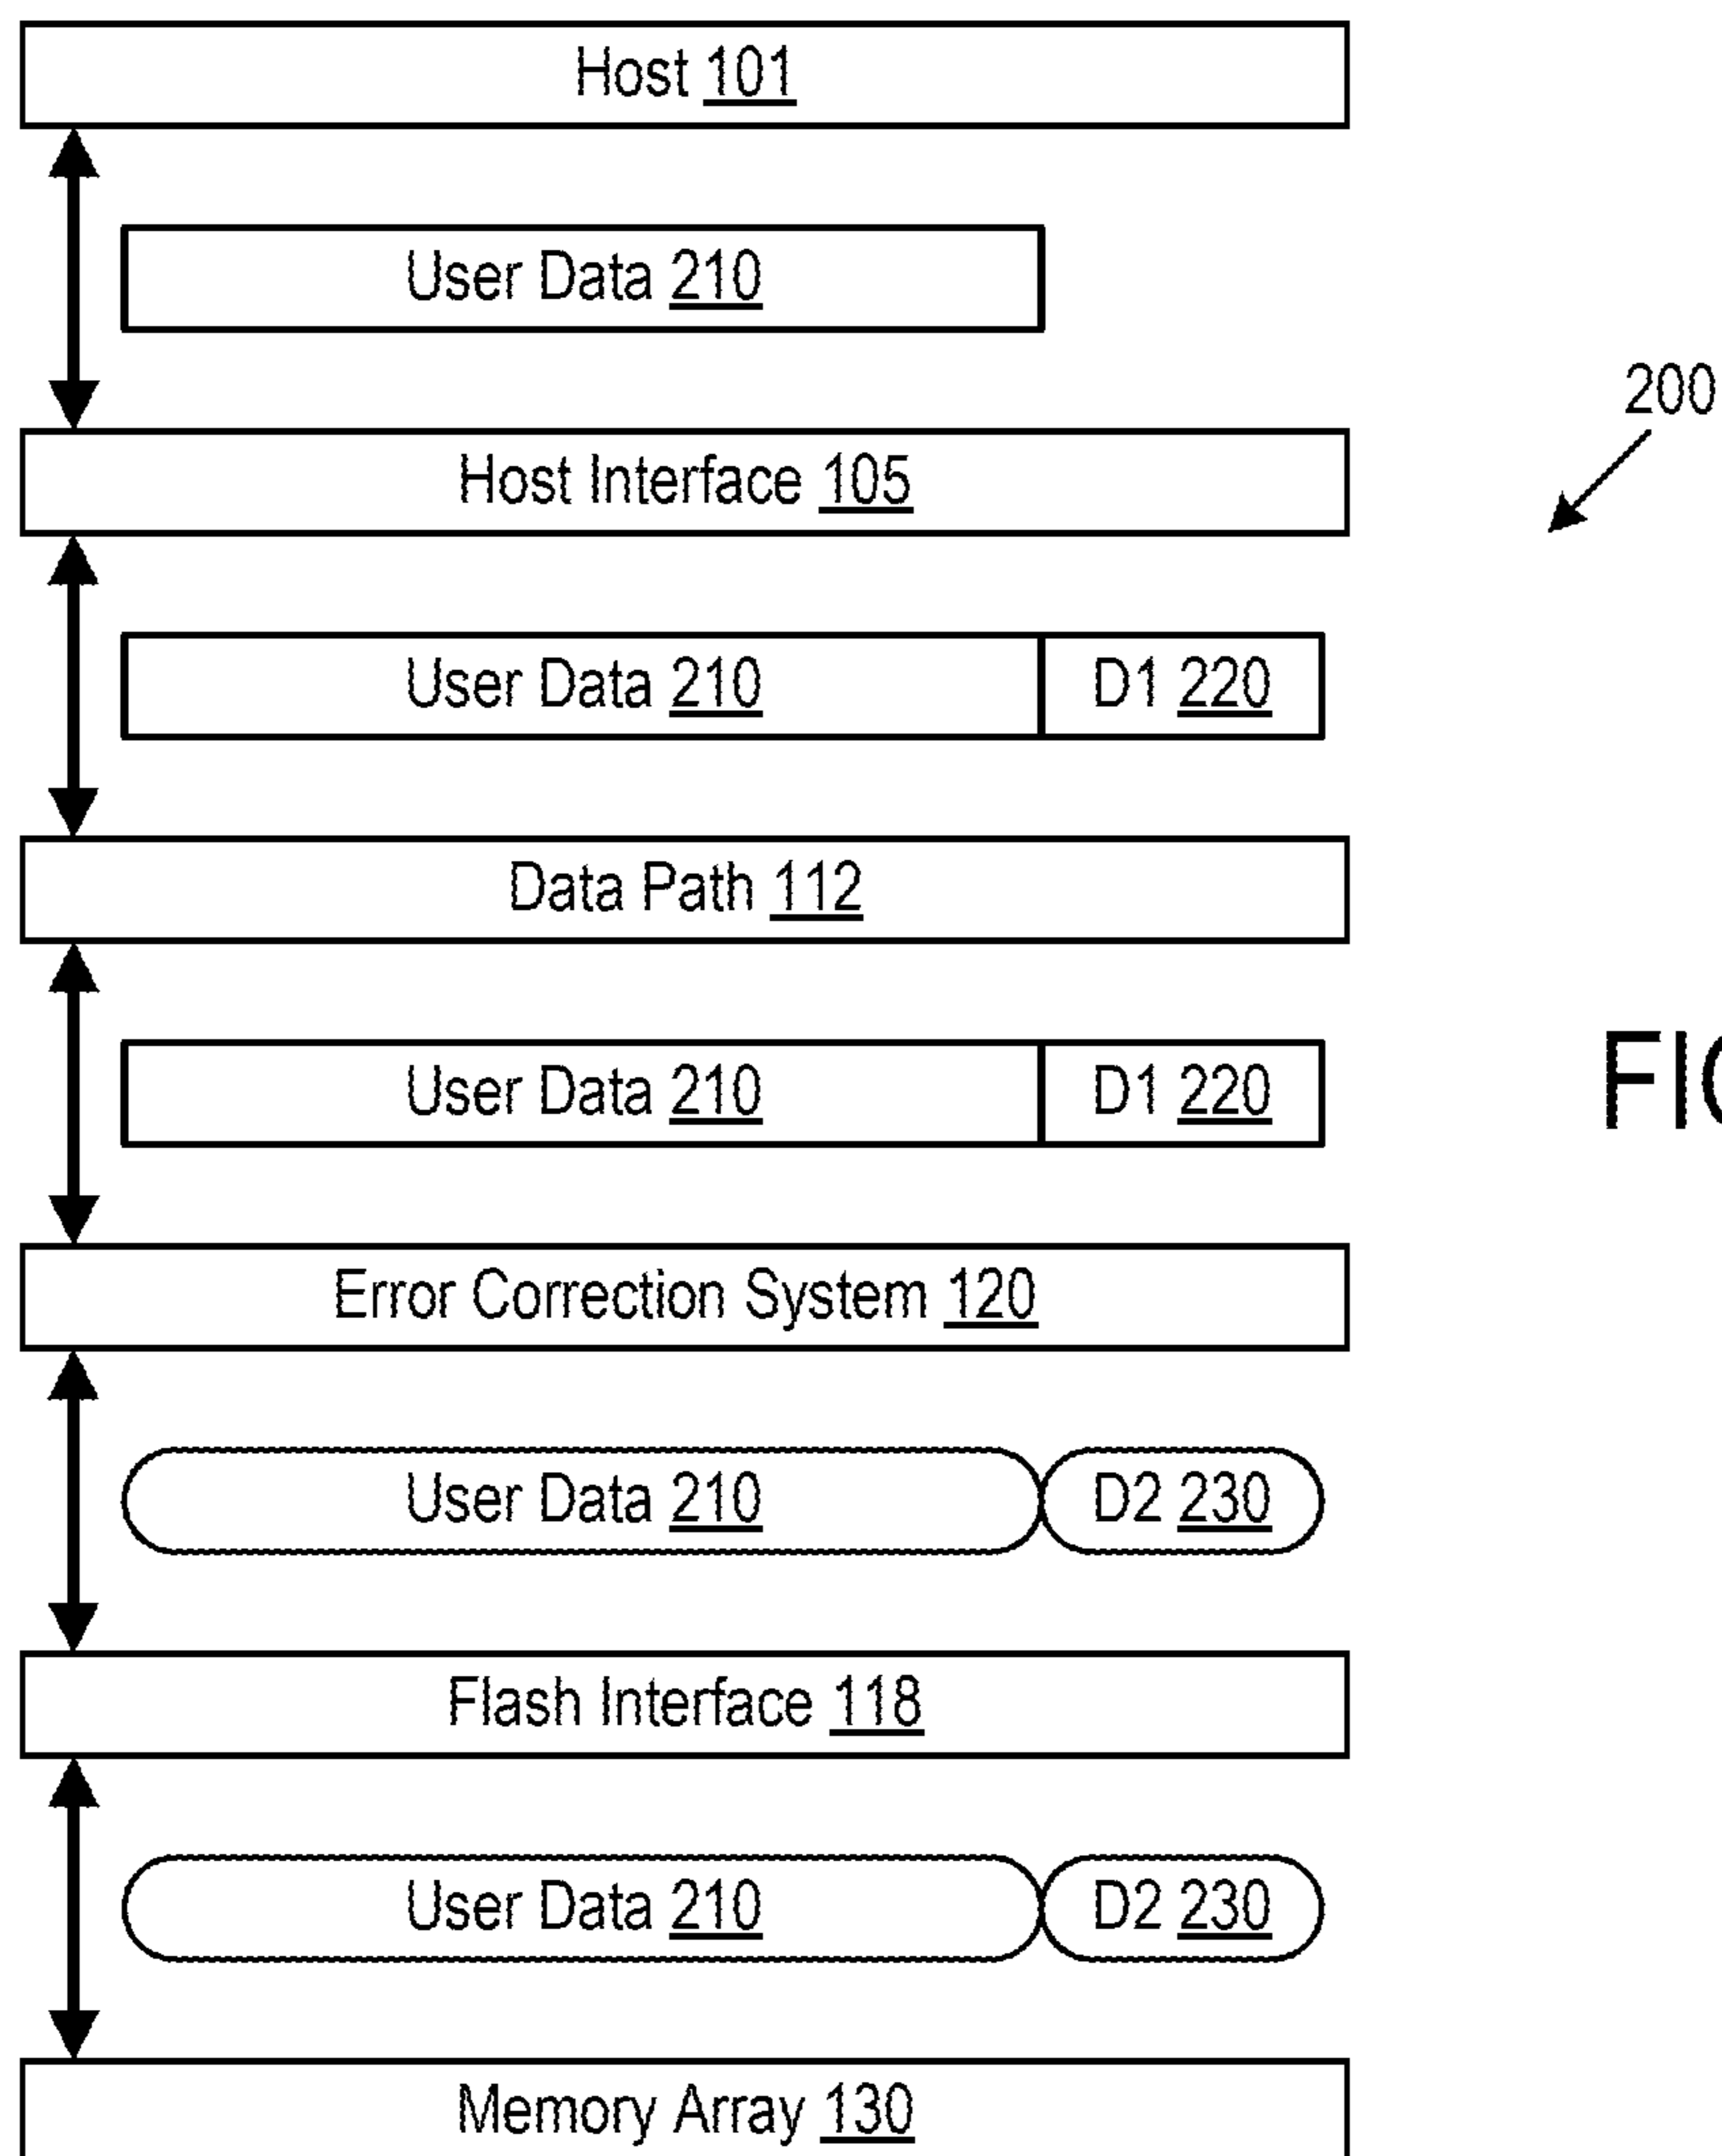 Host 101
User Data 210
200
Host Interface 105
User Data 210 D1 220
Data Path 112
User Data 210 D1 220
FIG
Error Correction System 120
User Data 210 D2 230
Flash Interface 118
User Data 210 D2 230
Memory Array 130